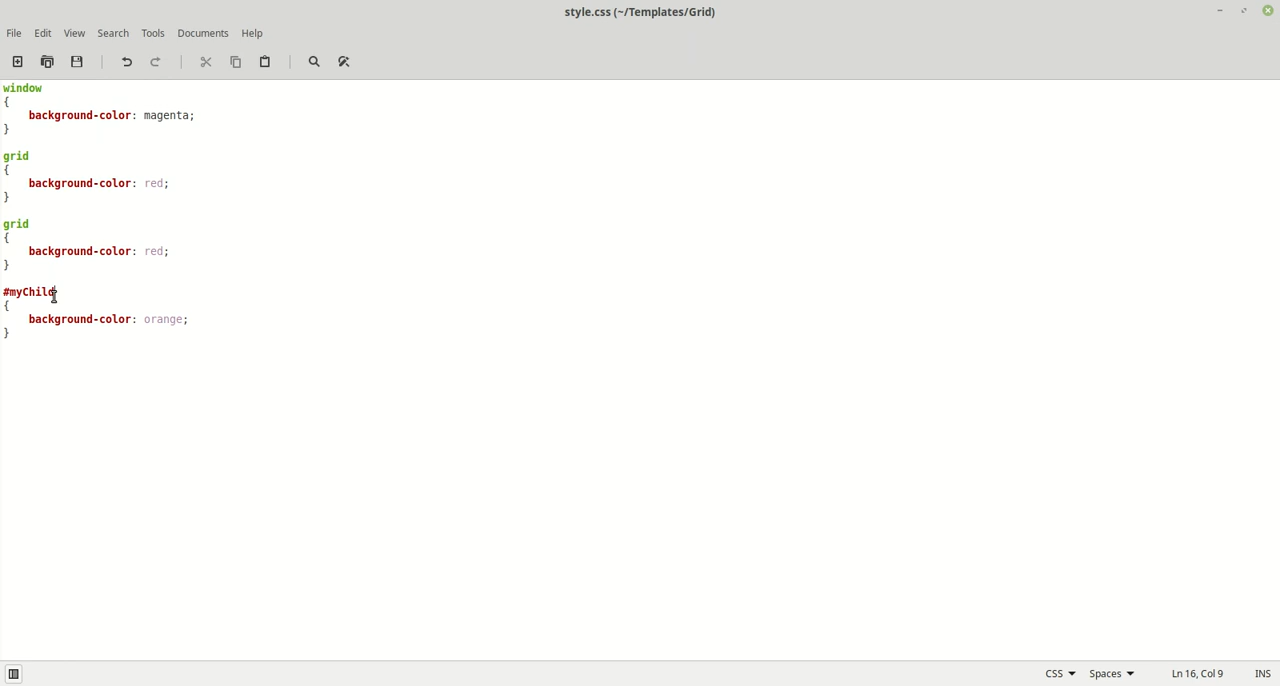 style.css (~/Templates/Grid)
File Edit View Search Tools Documents Help
window
{
    background-color: magenta;
}

grid
{
    background-color: red;
}

grid
{
    background-color: red;
}

#myChild
{
    background-color: orange;
}
CSS Spaces Ln 16, Col 9 INS